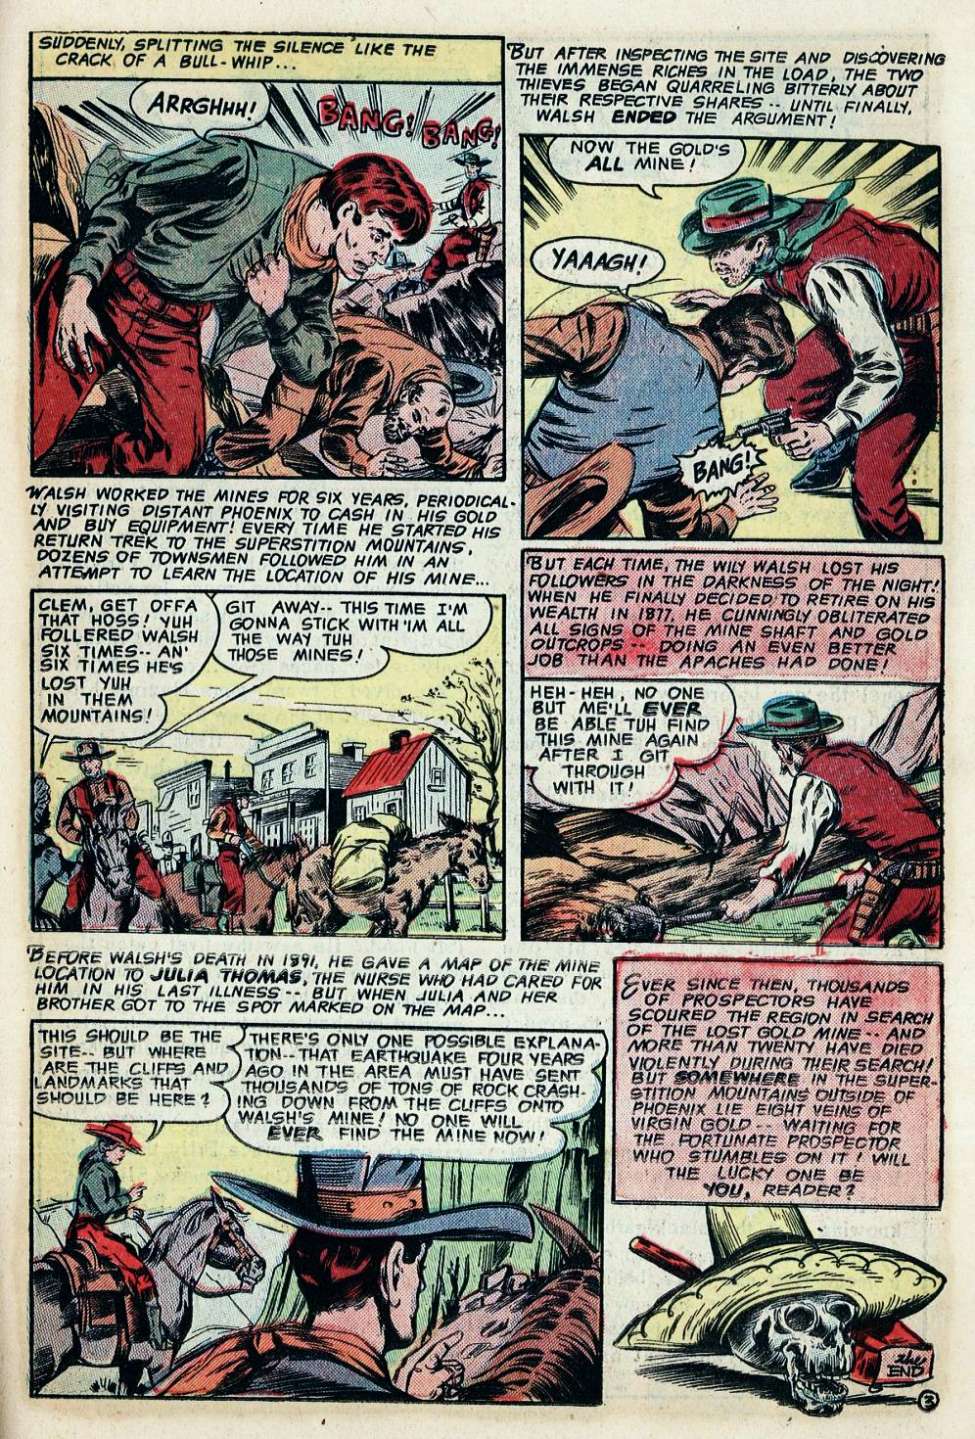 SUDDENLY, SPLITTING THE SILENCE LIKE THE
CRACK OF A BULL-WHIP...
ARRGHHH!
BANG! BANG!
BUT AFTER INSPECTING THE SITE AND DISCOVERING
THE IMMENSE RICHES IN THE LOAD, THE TWO
THIEVES BEGAN QUARRELING BITTERLY ABOUT
THEIR RESPECTIVE SHARES -- UNTIL FINALLY,
WALSH ENDED THE ARGUMENT!
NOW THE GOLD'S
ALL MINE!
YAAAGH!
BANG!
WALSH WORKED THE MINES FOR SIX YEARS, PERIODICAL-
LY VISITING DISTANT PHOENIX TO CASH IN HIS GOLD
AND BUY EQUIPMENT! EVERY TIME HE STARTED HIS
RETURN TREK TO THE SUPERSTITION MOUNTAINS,
DOZENS OF TOWNSMEN FOLLOWED HIM IN AN
ATTEMPT TO LEARN THE LOCATION OF HIS MINE...
CLEM, GET OFFA
THAT HOSS! YUH
FOLLERED WALSH
SIX TIMES-- AN'
SIX TIMES HE'S
LOST YUH
IN THEM
MOUNTAINS!
GIT AWAY-- THIS TIME I'M
GONNA STICK WITH 'IM ALL
THE WAY TUH
THOSE MINES!
BUT EACH TIME, THE WILY WALSH LOST HIS
FOLLOWERS IN THE DARKNESS OF THE NIGHT!
WHEN HE FINALLY DECIDED TO RETIRE ON HIS
WEALTH IN 1877, HE CUNNINGLY OBLITERATED
ALL SIGNS OF THE MINE SHAFT AND GOLD
OUTCROPS-- DOING AN EVEN BETTER
JOB THAN THE APACHES HAD DONE!
HEH-HEH, NO ONE
BUT ME'LL EVER
BE ABLE TUH FIND
THIS MINE AGAIN
AFTER I GIT
THROUGH
WITH IT!
BEFORE WALSH'S DEATH IN 1891, HE GAVE A MAP OF THE MINE
LOCATION TO JULIA THOMAS, THE NURSE WHO HAD CARED FOR
HIM IN HIS LAST ILLNESS -- BUT WHEN JULIA AND HER
BROTHER GOT TO THE SPOT MARKED ON THE MAP...
THIS SHOULD BE THE
SITE-- BUT WHERE
ARE THE CLIFFS AND
LANDMARKS THAT
SHOULD BE HERE?
THERE'S ONLY ONE POSSIBLE EXPLANA-
TION--THAT EARTHQUAKE FOUR YEARS
AGO IN THE AREA MUST HAVE SENT
THOUSANDS OF TONS OF ROCK CRASH-
ING DOWN FROM THE CLIFFS ONTO
WALSH'S MINE! NO ONE WILL
EVER FIND THE MINE NOW!
EVER SINCE THEN, THOUSANDS
OF PROSPECTORS HAVE
SCOURED THE REGION IN SEARCH
OF THE LOST GOLD MINE-- AND
MORE THAN TWENTY HAVE DIED
VIOLENTLY DURING THEIR SEARCH!
BUT SOMEWHERE IN THE SUPER-
STITION MOUNTAINS OUTSIDE OF
PHOENIX LIE EIGHT VEINS OF
VIRGIN GOLD-- WAITING FOR
THE FORTUNATE PROSPECTOR
WHO STUMBLES ON IT! WILL
THE LUCKY ONE BE
YOU, READER?
the
END
3